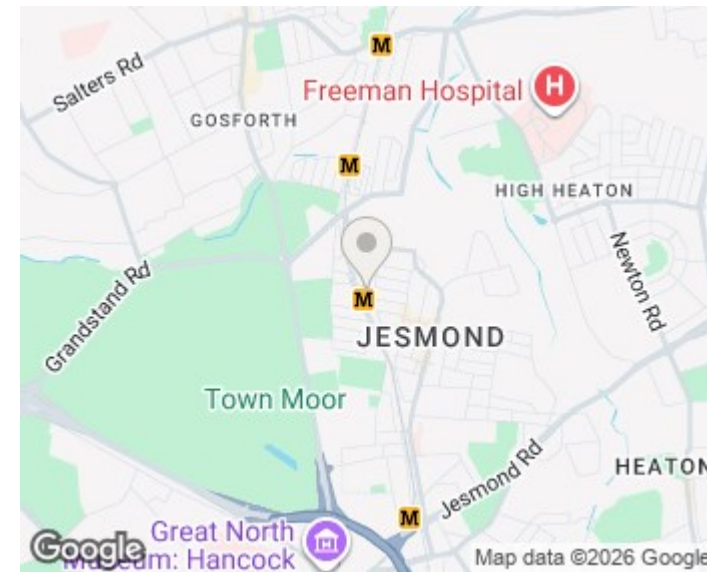 M
Salters Rd
Freeman Hospital H
GOSFORTH
M
HIGH HEATON
Newton Rd
Grandstand Rd
M
JESMOND
Town Moor
Jesmond Rd
HEATON
M
Great North
Museum: Hancock
Google
Map data ©2026 Google